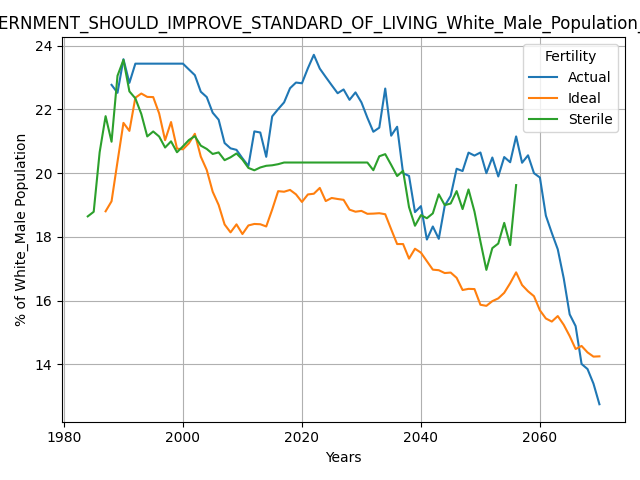 ERNMENT_SHOULD_IMPROVE_STANDARD_OF_LIVING_White_Male_Population_
Fertility
Actual
Ideal
Sterile
% of White_Male Population
24
22
20
18
16
14
1980
2000
2020
2040
2060
Years